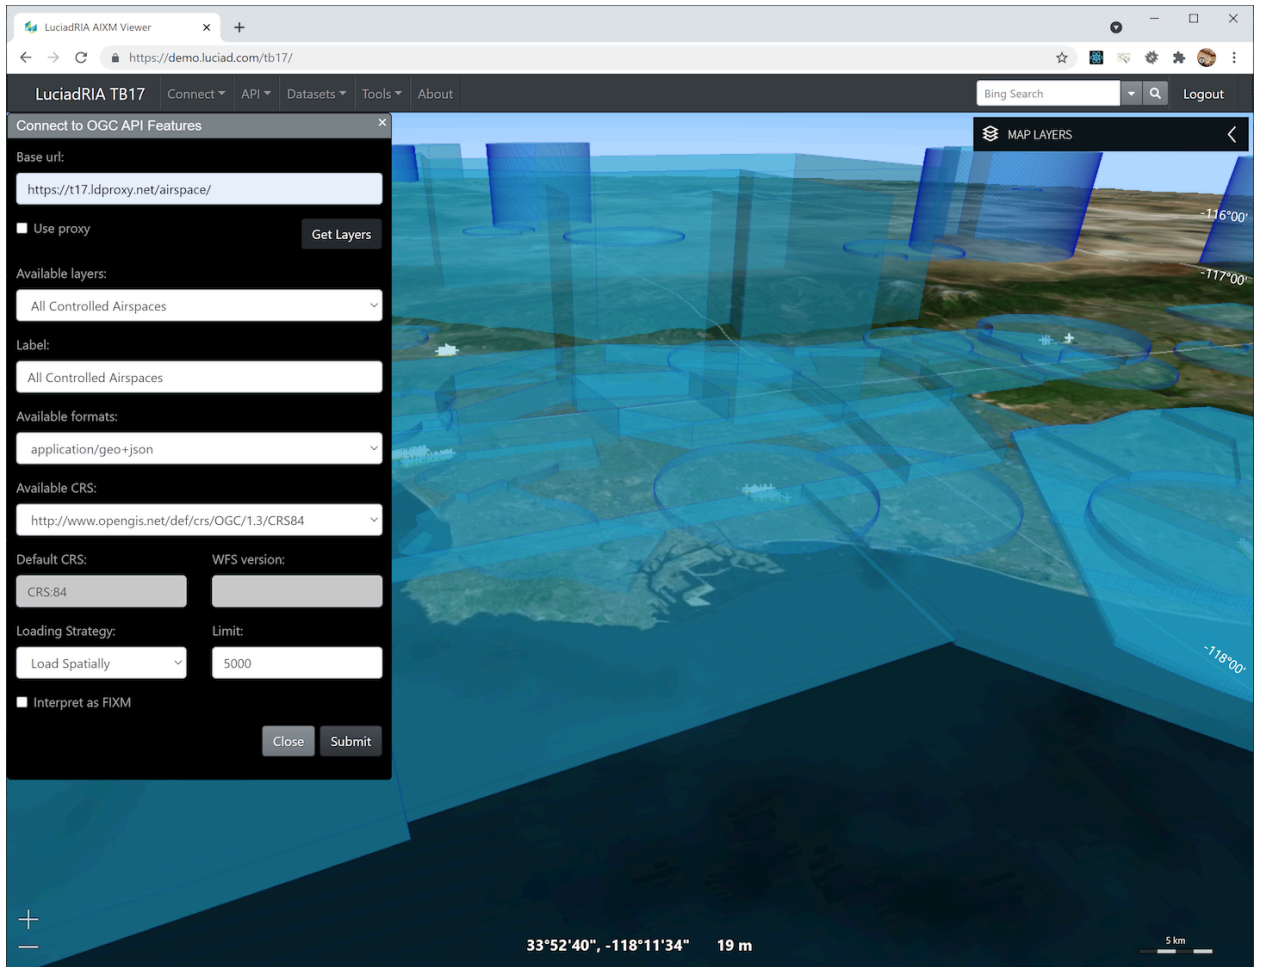 LuciadRIA AIXM Viewer
https://demo.luciad.com/tb17/
LuciadRIA TB17 Connect API Datasets Tools About Bing Search Logout
Connect to OGC API Features
MAP LAYERS
Base url:
https://t17.ldproxy.net/airspace/
Use proxy
Get Layers
Available layers:
All Controlled Airspaces
Label:
All Controlled Airspaces
Available formats:
application/geo+json
Available CRS:
http://www.opengis.net/def/crs/OGC/1.3/CRS84
Default CRS: WFS version:
CRS:84
Loading Strategy: Limit:
Load Spatially 5000
Interpret as FIXM
Close Submit
-116°00'
-117°00'
-118°00'
33°52'40", -118°11'34" 19 m
5 km